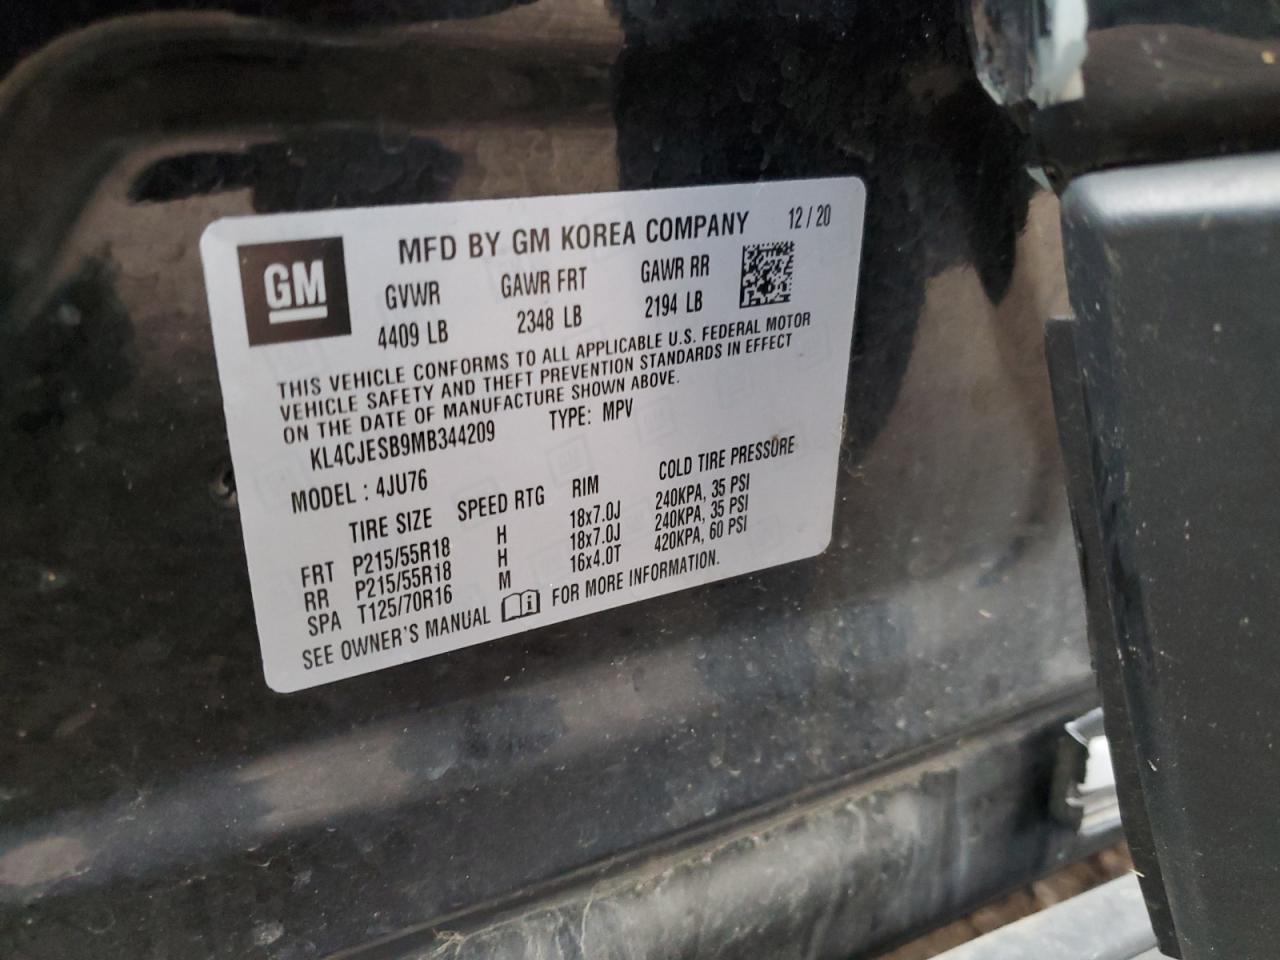 GM
MFD BY GM KOREA COMPANY 12/20
GVWR GAWR FRT GAWR RR
4409 LB 2348 LB 2194 LB
THIS VEHICLE CONFORMS TO ALL APPLICABLE U.S. FEDERAL MOTOR
VEHICLE SAFETY AND THEFT PREVENTION STANDARDS IN EFFECT
ON THE DATE OF MANUFACTURE SHOWN ABOVE.
KL4CJESB9MB344209 TYPE: MPV
MODEL : 4JU76
TIRE SIZE SPEED RTG RIM COLD TIRE PRESSURE
FRT P215/55R18 H 18x7.0J 240KPA, 35 PSI
RR P215/55R18 H 18x7.0J 240KPA, 35 PSI
SPA T125/70R16 M 16x4.0T 420KPA, 60 PSI
SEE OWNER'S MANUAL i FOR MORE INFORMATION.